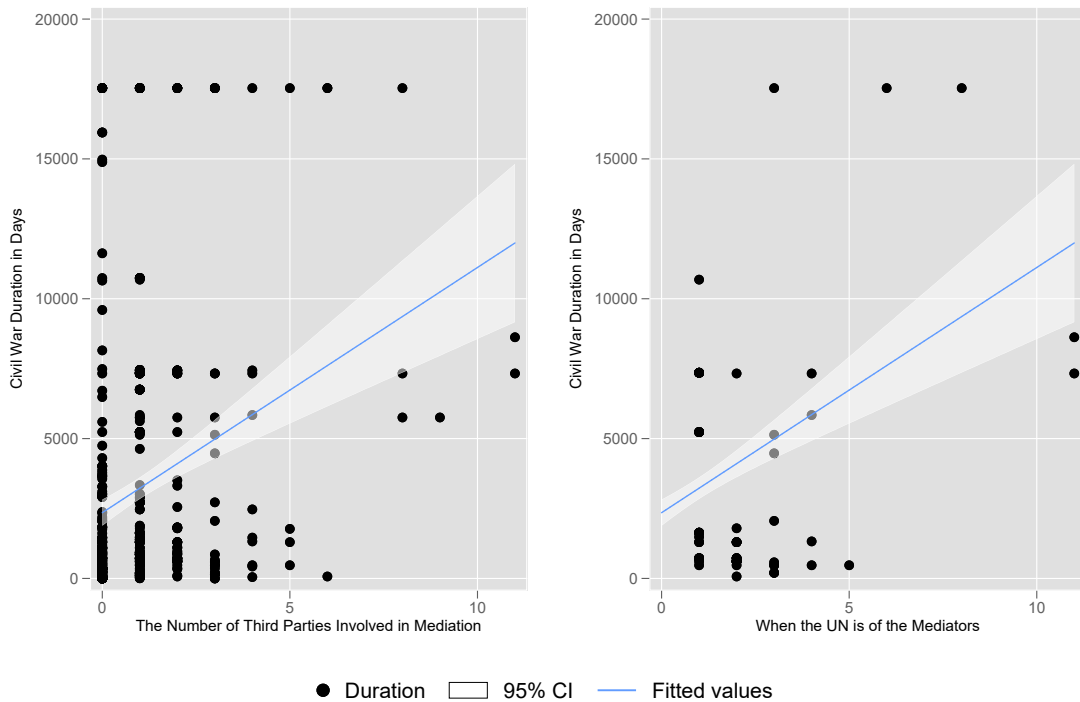 20000
15000
10000
5000
0
Civil War Duration in Days
0 5 10
The Number of Third Parties Involved in Mediation
20000
15000
10000
5000
0
Civil War Duration in Days
0 5 10
When the UN is of the Mediators
Duration 95% CI Fitted values